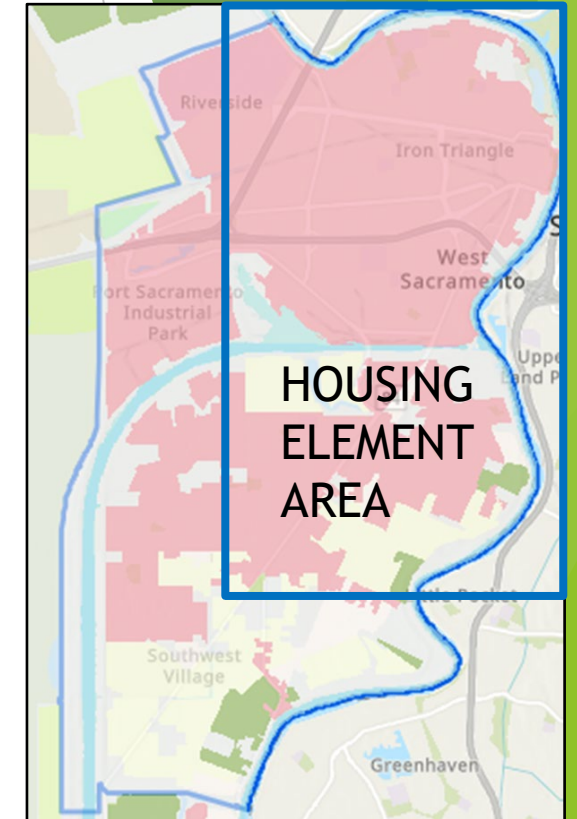 Riverside
Iron Triangle
West
Sacramento
Port Sacramento
Industrial
Park
HOUSING
ELEMENT
AREA
Southwest
Village
Greenhaven